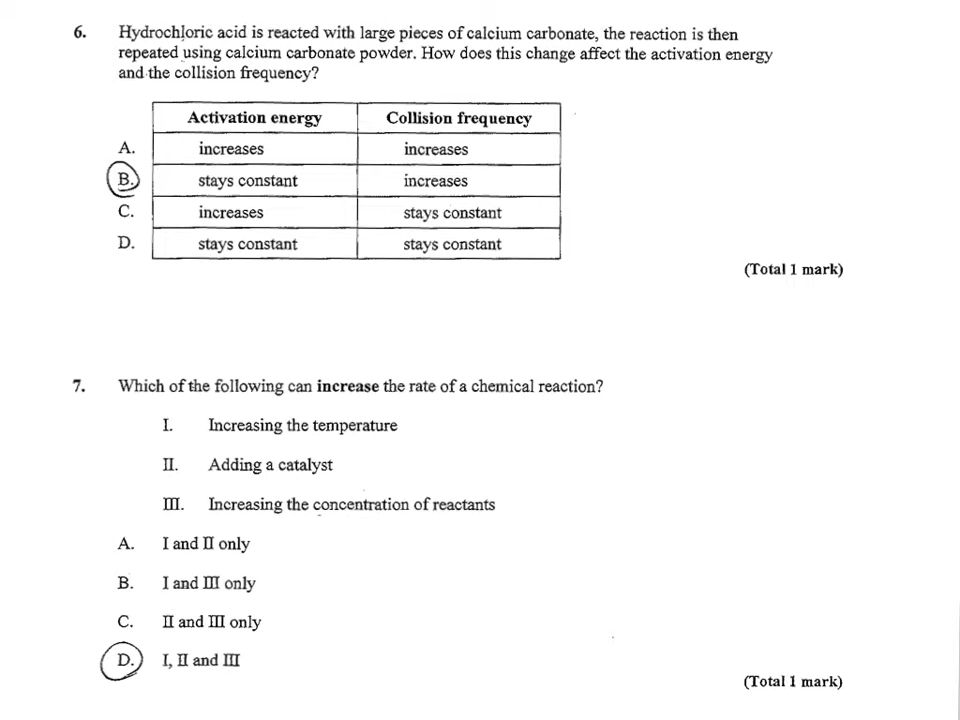 6. Hydrochloric acid is reacted with large pieces of calcium carbonate, the reaction is then
repeated using calcium carbonate powder. How does this change affect the activation energy
and the collision frequency?
Activation energy Collision frequency
A. increases increases
B. stays constant increases
C. increases stays constant
D. stays constant stays constant
(Total 1 mark)
7. Which of the following can increase the rate of a chemical reaction?
I. Increasing the temperature
II. Adding a catalyst
III. Increasing the concentration of reactants
A. I and II only
B. I and III only
C. II and III only
D. I, II and III
(Total 1 mark)